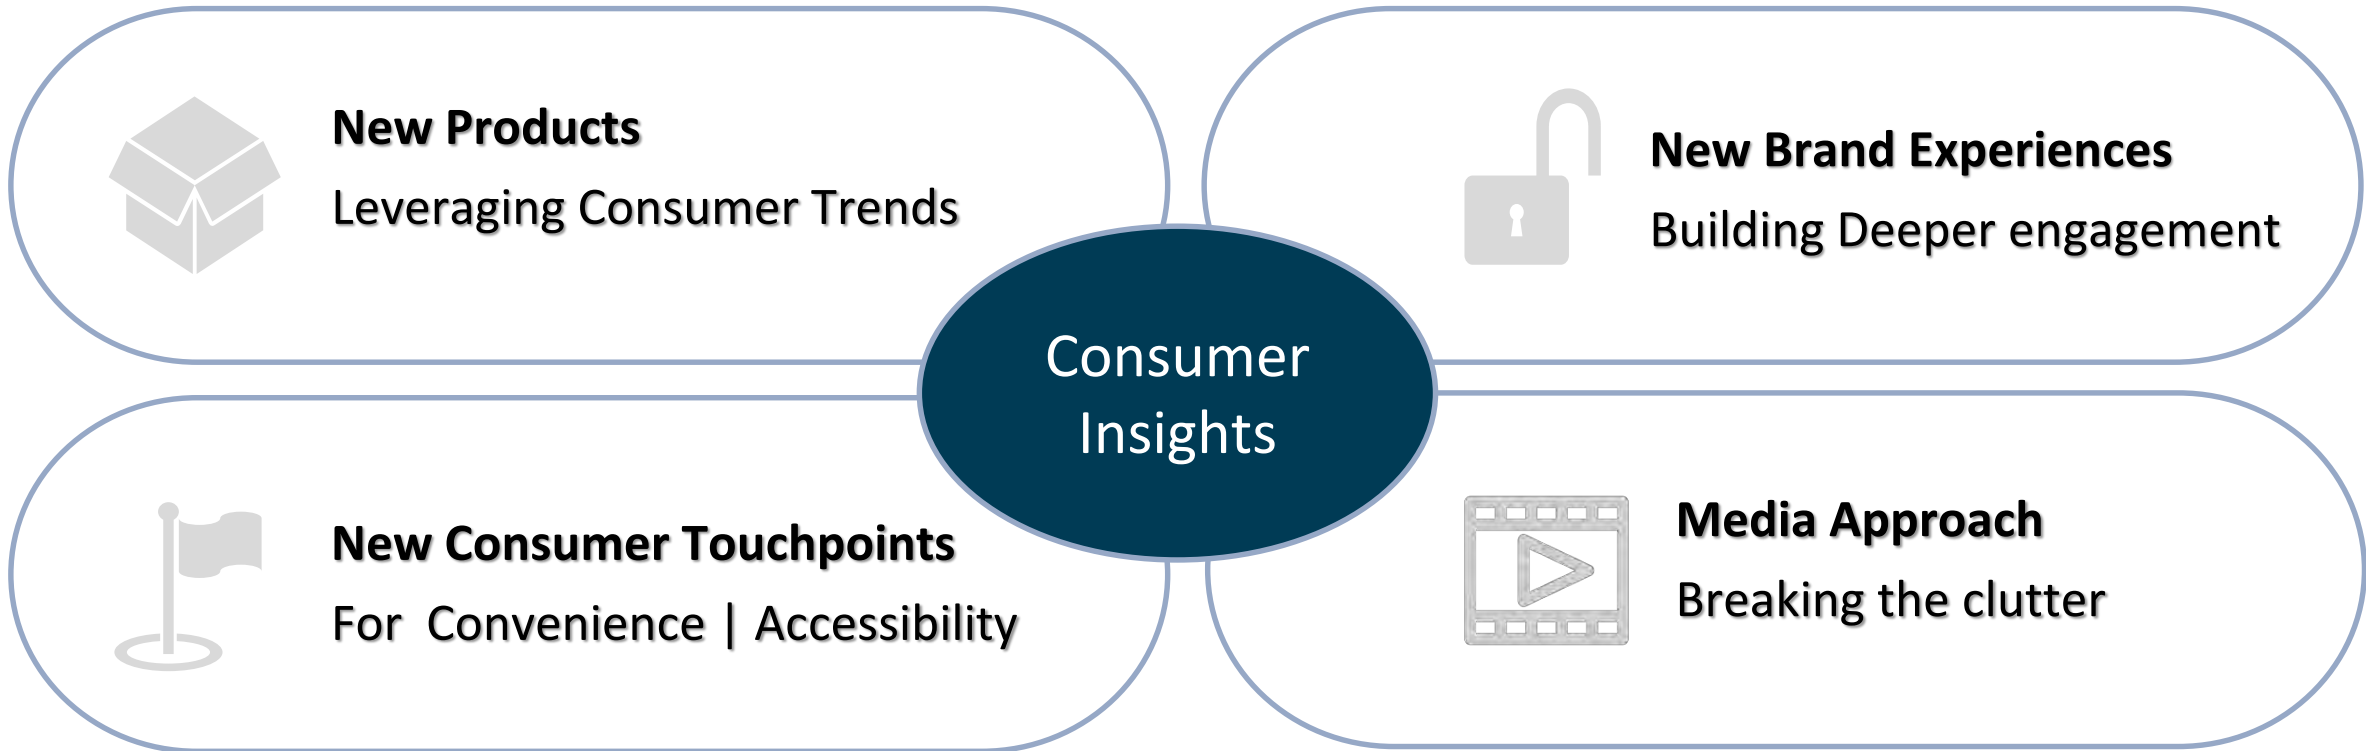 New Products
Leveraging Consumer Trends
New Brand Experiences
Building Deeper engagement
Consumer
Insights
New Consumer Touchpoints
For  Convenience | Accessibility
Media Approach
Breaking the clutter